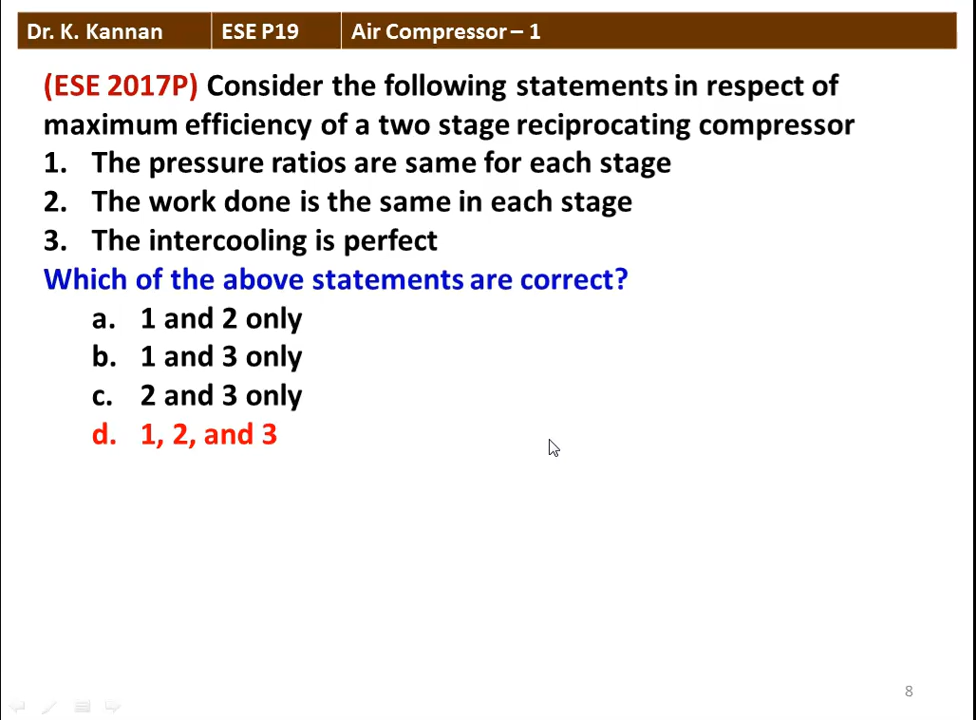 Dr. K. Kannan ESE P19 Air Compressor – 1
(ESE 2017P) Consider the following statements in respect of
maximum efficiency of a two stage reciprocating compressor
1. The pressure ratios are same for each stage
2. The work done is the same in each stage
3. The intercooling is perfect
Which of the above statements are correct?
a. 1 and 2 only
b. 1 and 3 only
c. 2 and 3 only
d. 1, 2, and 3
8